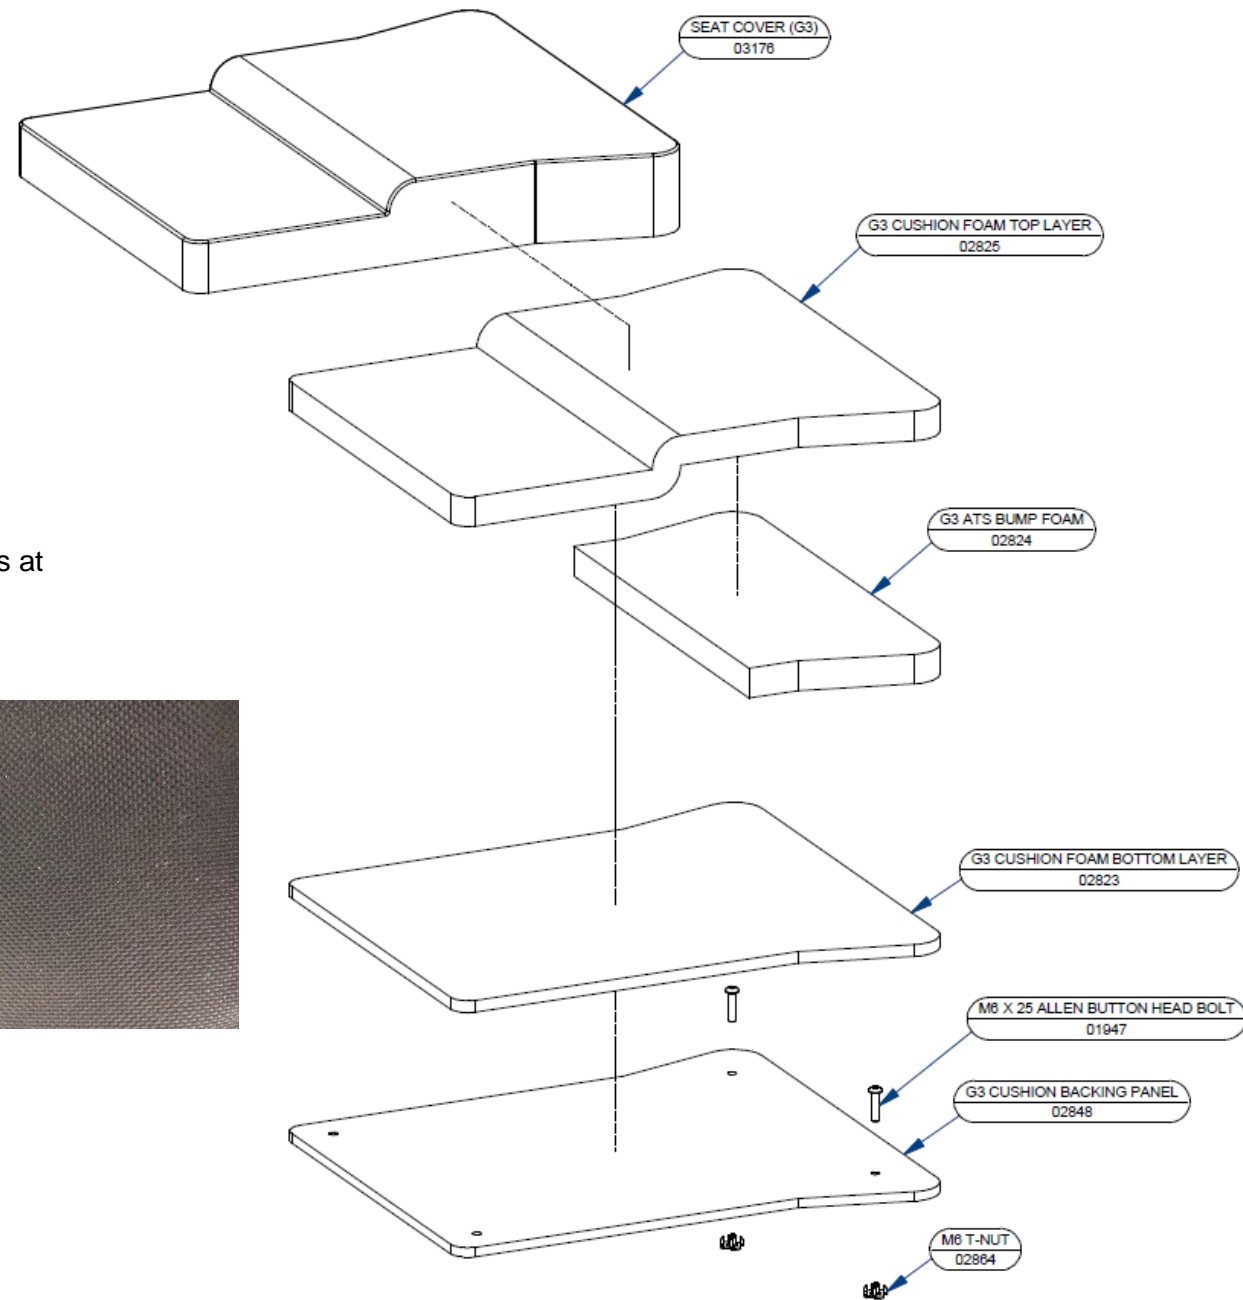 SEAT COVER (G3)
03176
G3 CUSHION FOAM TOP LAYER
02825
G3 ATS BUMP FOAM
02824
s at
G3 CUSHION FOAM BOTTOM LAYER
02823
M6 X 25 ALLEN BUTTON HEAD BOLT
01947
G3 CUSHION BACKING PANEL
02848
M6 T-NUT
02864